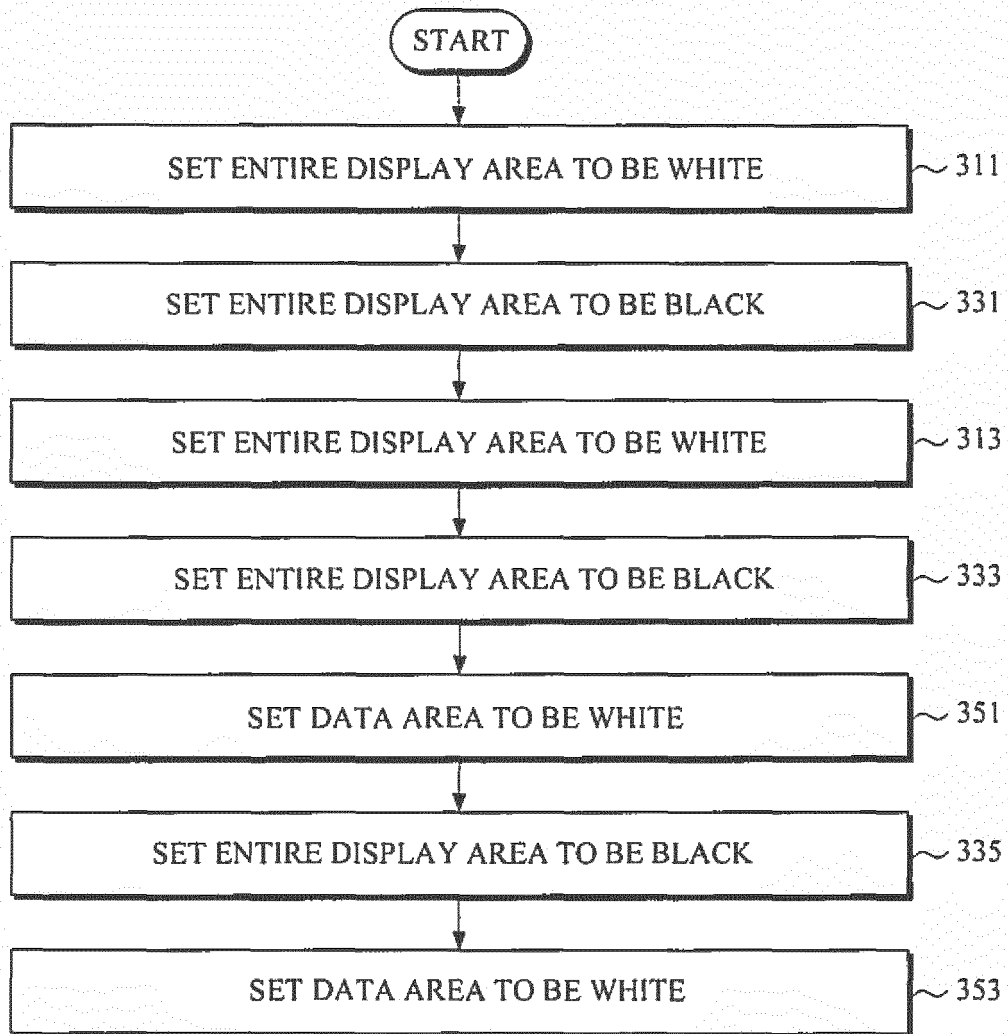 START
SET ENTIRE DISPLAY AREA TO BE WHITE
311
SET ENTIRE DISPLAY AREA TO BE BLACK
331
SET ENTIRE DISPLAY AREA TO BE WHITE
313
SET ENTIRE DISPLAY AREA TO BE BLACK
333
SET DATA AREA TO BE WHITE
351
SET ENTIRE DISPLAY AREA TO BE BLACK
335
SET DATA AREA TO BE WHITE
353